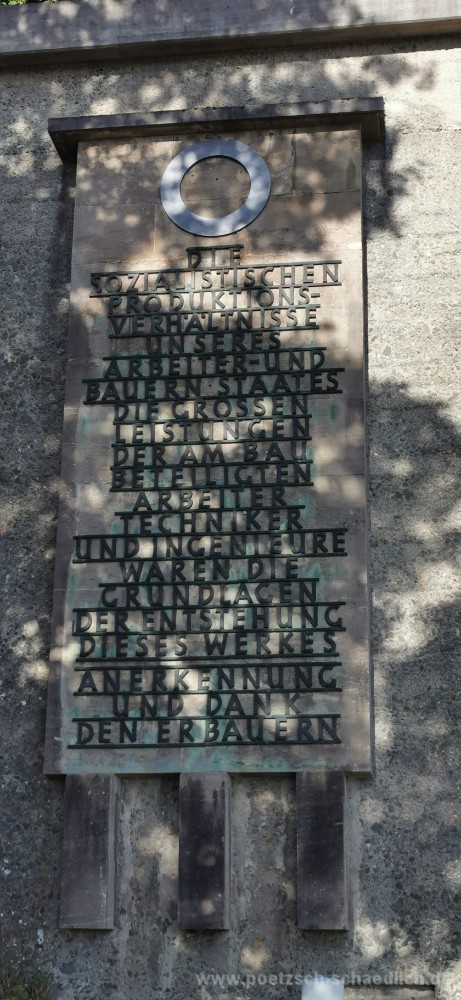 DIE
SOZIALISTISCHEN
PRODUKTIONS-
VERHÄLTNISSE
UNSERES
ARBEITER-UND
BAUERN STAATES
DIE GROSSEN
LEISTUNGEN
DER AM BAU
BETEILIGTEN
ARBEITER
TECHNIKER
UND INGENIEURE
WAREN DIE
GRUNDLAGEN
DER ENTSTEHUNG
DIESES WERKES
ANERKENNUNG
UND DANK
DEN ERBAUERN
www.poetzsch-schaedlich.de